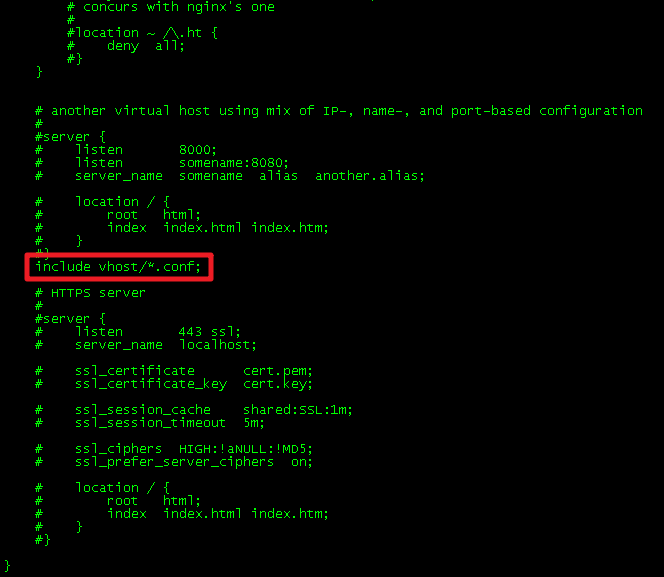 # concurs with nginx's one
#
#location ~ /\.ht {
#    deny  all;
#}
}
# another virtual host using mix of IP-, name-, and port-based configuration
#
#server {
#    listen       8000;
#    listen       somename:8080;
#    server_name  somename  alias  another.alias;
#    location / {
#        root   html;
#        index  index.html index.htm;
#    }
#}
include vhost/*.conf;
# HTTPS server
#
#server {
#    listen       443 ssl;
#    server_name  localhost;
#    ssl_certificate      cert.pem;
#    ssl_certificate_key  cert.key;
#    ssl_session_cache    shared:SSL:1m;
#    ssl_session_timeout  5m;
#    ssl_ciphers  HIGH:!aNULL:!MD5;
#    ssl_prefer_server_ciphers  on;
#    location / {
#        root   html;
#        index  index.html index.htm;
#    }
#}
}